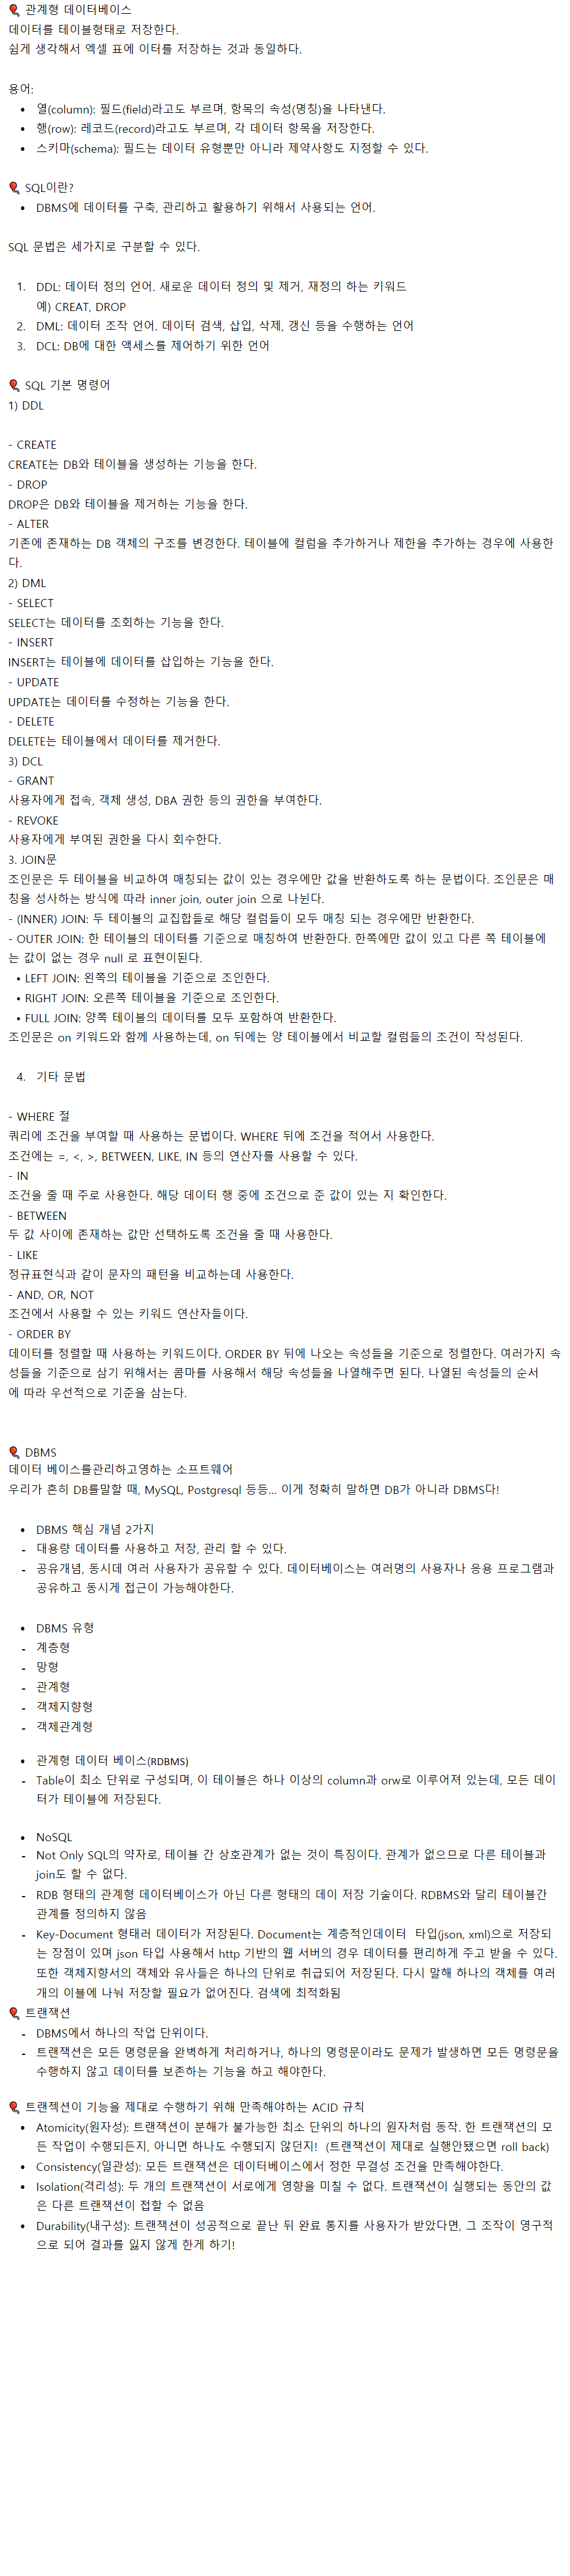 관계형 데이터베이스
데이터를 테이블형태로 저장한다.
쉽게 생각해서 엑셀 표에 이터를 저장하는 것과 동일하다.
용어:
• 열(column): 필드(field)라고도 부르며, 항목의 속성(명칭)을 나타낸다.
• 행(row): 레코드(record)라고도 부르며, 각 데이터 항목을 저장한다.
• 스키마(schema): 필드는 데이터 유형뿐만 아니라 제약사항도 지정할 수 있다.
SQL이란?
• DBMS에 데이터를 구축, 관리하고 활용하기 위해서 사용되는 언어.
SQL 문법은 세가지로 구분할 수 있다.
1. DDL: 데이터 정의 언어. 새로운 데이터 정의 및 제거, 재정의 하는 키워드
예) CREAT, DROP
2. DML: 데이터 조작 언어. 데이터 검색, 삽입, 삭제, 갱신 등을 수행하는 언어
3. DCL: DB에 대한 액세스를 제어하기 위한 언어
SQL 기본 명령어
1) DDL
- CREATE
CREATE는 DB와 테이블을 생성하는 기능을 한다.
- DROP
DROP은 DB와 테이블을 제거하는 기능을 한다.
- ALTER
기존에 존재하는 DB 객체의 구조를 변경한다. 테이블에 컬럼을 추가하거나 제한을 추가하는 경우에 사용한
다.
2) DML
- SELECT
SELECT는 데이터를 조회하는 기능을 한다.
- INSERT
INSERT는 테이블에 데이터를 삽입하는 기능을 한다.
- UPDATE
UPDATE는 데이터를 수정하는 기능을 한다.
- DELETE
DELETE는 테이블에서 데이터를 제거한다.
3) DCL
- GRANT
사용자에게 접속, 객체 생성, DBA 권한 등의 권한을 부여한다.
- REVOKE
사용자에게 부여된 권한을 다시 회수한다.
3. JOIN문
조인문은 두 테이블을 비교하여 매칭되는 값이 있는 경우에만 값을 반환하도록 하는 문법이다. 조인문은 매
칭을 성사하는 방식에 따라 inner join, outer join 으로 나뉜다.
- (INNER) JOIN: 두 테이블의 교집합들로 해당 컬럼들이 모두 매칭 되는 경우에만 반환한다.
- OUTER JOIN: 한 테이블의 데이터를 기준으로 매칭하여 반환한다. 한쪽에만 값이 있고 다른 쪽 테이블에
는 값이 없는 경우 null 로 표현이된다.
• LEFT JOIN: 왼쪽의 테이블을 기준으로 조인한다.
• RIGHT JOIN: 오른쪽 테이블을 기준으로 조인한다.
• FULL JOIN: 양쪽 테이블의 데이터를 모두 포함하여 반환한다.
조인문은 on 키워드와 함께 사용하는데, on 뒤에는 양 테이블에서 비교할 컬럼들의 조건이 작성된다.
4. 기타 문법
- WHERE 절
쿼리에 조건을 부여할 때 사용하는 문법이다. WHERE 뒤에 조건을 적어서 사용한다.
조건에는 =, <, >, BETWEEN, LIKE, IN 등의 연산자를 사용할 수 있다.
- IN
조건을 줄 때 주로 사용한다. 해당 데이터 행 중에 조건으로 준 값이 있는 지 확인한다.
- BETWEEN
두 값 사이에 존재하는 값만 선택하도록 조건을 줄 때 사용한다.
- LIKE
정규표현식과 같이 문자의 패턴을 비교하는데 사용한다.
- AND, OR, NOT
조건에서 사용할 수 있는 키워드 연산자들이다.
- ORDER BY
데이터를 정렬할 때 사용하는 키워드이다. ORDER BY 뒤에 나오는 속성들을 기준으로 정렬한다. 여러가지 속
성들을 기준으로 삼기 위해서는 콤마를 사용해서 해당 속성들을 나열해주면 된다. 나열된 속성들의 순서
에 따라 우선적으로 기준을 삼는다.
DBMS
데이터 베이스를관리하고영하는 소프트웨어
우리가 흔히 DB를말할 때, MySQL, Postgresql 등등... 이게 정확히 말하면 DB가 아니라 DBMS다!
• DBMS 핵심 개념 2가지
- 대용량 데이터를 사용하고 저장, 관리 할 수 있다.
- 공유개념, 동시데 여러 사용자가 공유할 수 있다. 데이터베이스는 여러명의 사용자나 응용 프로그램과
공유하고 동시게 접근이 가능해야한다.
• DBMS 유형
- 계층형
- 망형
- 관계형
- 객체지향형
- 객체관계형
• 관계형 데이터 베이스(RDBMS)
- Table이 최소 단위로 구성되며, 이 테이블은 하나 이상의 column과 orw로 이루어져 있는데, 모든 데이
터가 테이블에 저장된다.
• NoSQL
- Not Only SQL의 약자로, 테이블 간 상호관계가 없는 것이 특징이다. 관계가 없으므로 다른 테이블과
join도 할 수 없다.
- RDB 형태의 관계형 데이터베이스가 아닌 다른 형태의 데이 저장 기술이다. RDBMS와 달리 테이블간
관계를 정의하지 않음
- Key-Document 형태러 데이터가 저장된다. Document는 계층적인데이터 타입(json, xml)으로 저장되
는 장점이 있며 json 타입 사용해서 http 기반의 웹 서버의 경우 데이터를 편리하게 주고 받을 수 있다.
또한 객체지향서의 객체와 유사들은 하나의 단위로 취급되어 저장된다. 다시 말해 하나의 객체를 여러
개의 이블에 나눠 저장할 필요가 없어진다. 검색에 최적화됨
트랜잭션
- DBMS에서 하나의 작업 단위이다.
- 트랜잭션은 모든 명령문을 완벽하게 처리하거나, 하나의 명령문이라도 문제가 발생하면 모든 명령문을
수행하지 않고 데이터를 보존하는 기능을 하고 해야한다.
트랜젝션이 기능을 제대로 수행하기 위해 만족해야하는 ACID 규칙
• Atomicity(원자성): 트랜잭션이 분해가 불가능한 최소 단위의 하나의 원자처럼 동작. 한 트랜잭션의 모
든 작업이 수행되든지, 아니면 하나도 수행되지 않던지! (트랜잭션이 제대로 실행안됐으면 roll back)
• Consistency(일관성): 모든 트랜잭션은 데이터베이스에서 정한 무결성 조건을 만족해야한다.
• Isolation(격리성): 두 개의 트랜잭션이 서로에게 영향을 미칠 수 없다. 트랜잭션이 실행되는 동안의 값
은 다른 트랜잭션이 접할 수 없음
• Durability(내구성): 트랜잭션이 성공적으로 끝난 뒤 완료 통지를 사용자가 받았다면, 그 조작이 영구적
으로 되어 결과를 잃지 않게 한게 하기!